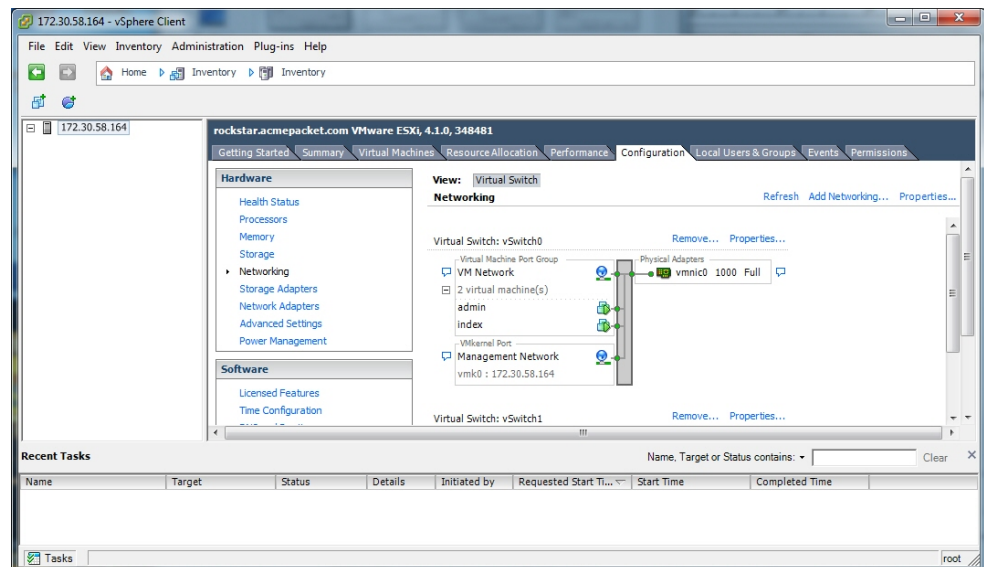 172.30.58.164 - vSphere Client
File Edit View Inventory Administration Plug-ins Help
Home Inventory Inventory
172.30.58.164
rockstar.acmepacket.com VMware ESXi, 4.1.0, 348481
Getting Started Summary Virtual Machines Resource Allocation Performance Configuration Local Users & Groups Events Permissions
Hardware
Health Status
Processors
Memory
Storage
Networking
Storage Adapters
Network Adapters
Advanced Settings
Power Management
Software
Licensed Features
Time Configuration
View: Virtual Switch
Networking
Refresh Add Networking... Properties...
Virtual Switch: vSwitch0 Remove... Properties...
Virtual Machine Port Group
VM Network
2 virtual machine(s)
admin
index
VMkernel Port
Management Network
vmk0 : 172.30.58.164
Physical Adapters
vmnic0 1000 Full
Virtual Switch: vSwitch1 Remove... Properties...
Recent Tasks
Name, Target or Status contains: Clear
Name Target Status Details Initiated by Requested Start Ti... Start Time Completed Time
Tasks
root